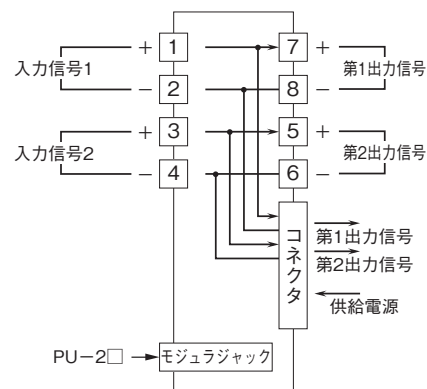 入力信号1
+ 1
− 2
入力信号2
+ 3
− 4
7 +
8 −
第1出力信号
5 +
6 −
第2出力信号
コネクタ
第1出力信号
第2出力信号
供給電源
PU−2□
モジュラジャック